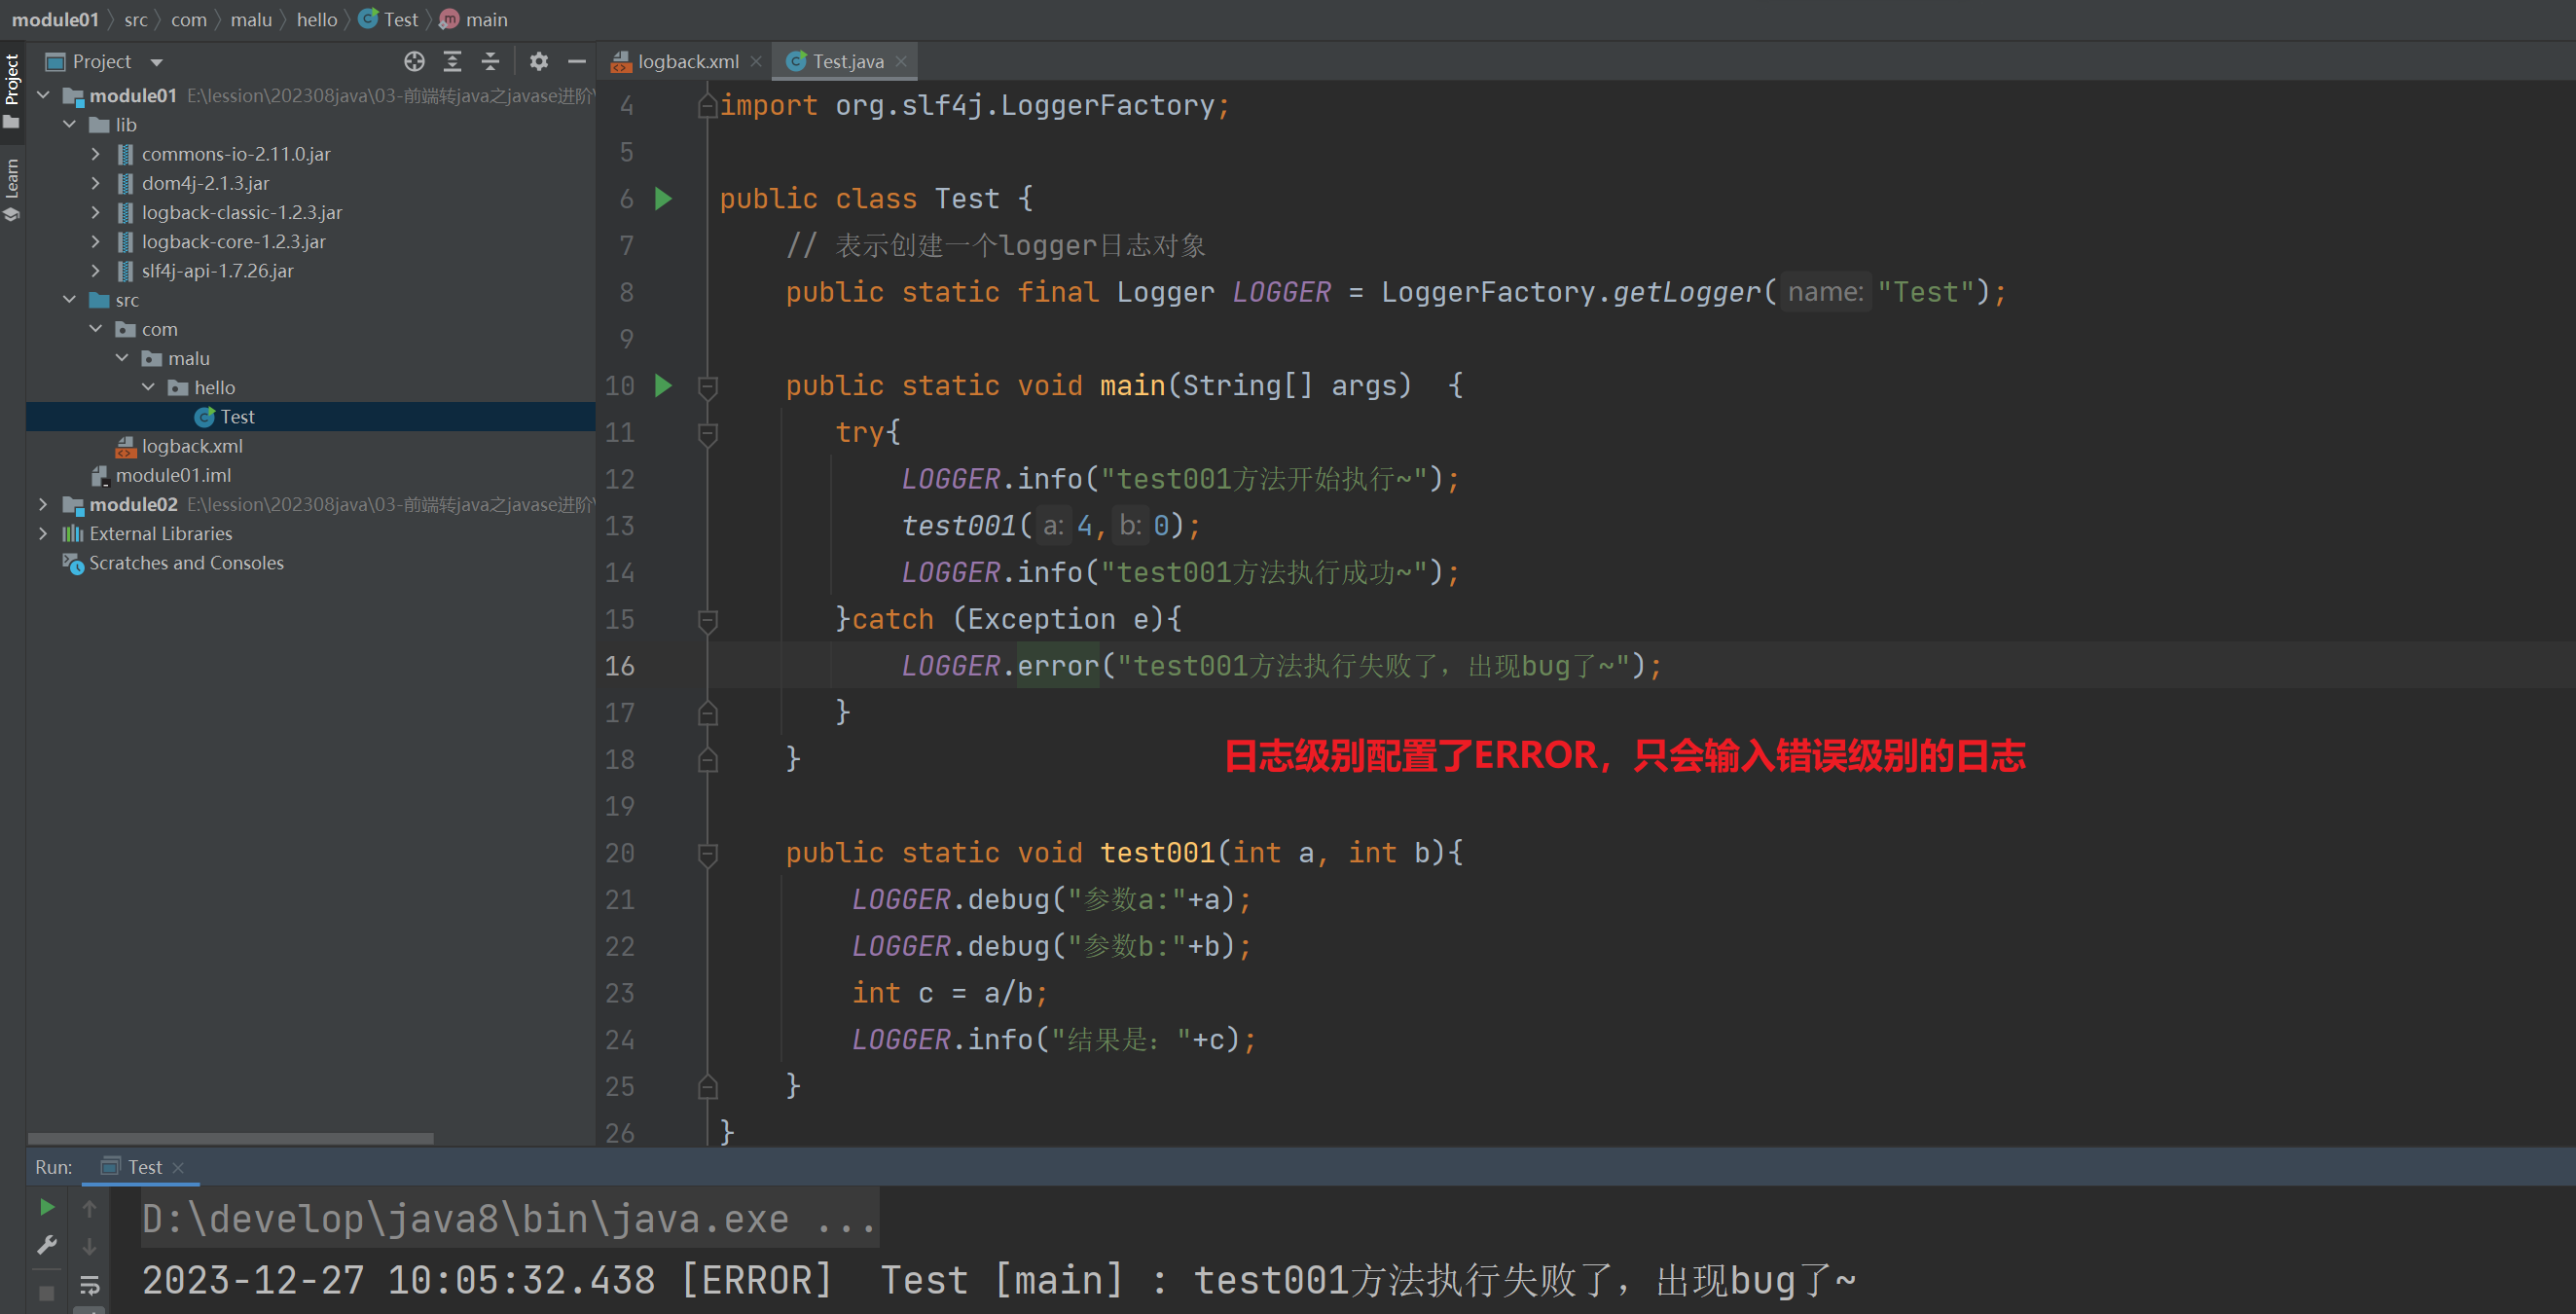 module01 src com malu hello Test main
Project
Learn
Project
module01 E:\lession\202308java\03-前端转java之javase进阶\
lib
commons-io-2.11.0.jar
dom4j-2.1.3.jar
logback-classic-1.2.3.jar
logback-core-1.2.3.jar
slf4j-api-1.7.26.jar
src
com
malu
hello
Test
logback.xml
module01.iml
module02 E:\lession\202308java\03-前端转java之javase进阶\
External Libraries
Scratches and Consoles
logback.xml Test.java
4 import org.slf4j.LoggerFactory;
5
6 public class Test {
7 // 表示创建一个logger日志对象
8 public static final Logger LOGGER = LoggerFactory.getLogger( name: "Test");
9
10 public static void main(String[] args) {
11 try{
12 LOGGER.info("test001方法开始执行~");
13 test001( a: 4, b: 0);
14 LOGGER.info("test001方法执行成功~");
15 }catch (Exception e){
16 LOGGER.error("test001方法执行失败了，出现bug了~");
17 }
18 }
日志级别配置了ERROR，只会输入错误级别的日志
19
20 public static void test001(int a, int b){
21 LOGGER.debug("参数a:"+a);
22 LOGGER.debug("参数b:"+b);
23 int c = a/b;
24 LOGGER.info("结果是："+c);
25 }
26 }
Run: Test
D:\develop\java8\bin\java.exe ...
2023-12-27 10:05:32.438 [ERROR] Test [main] : test001方法执行失败了，出现bug了~